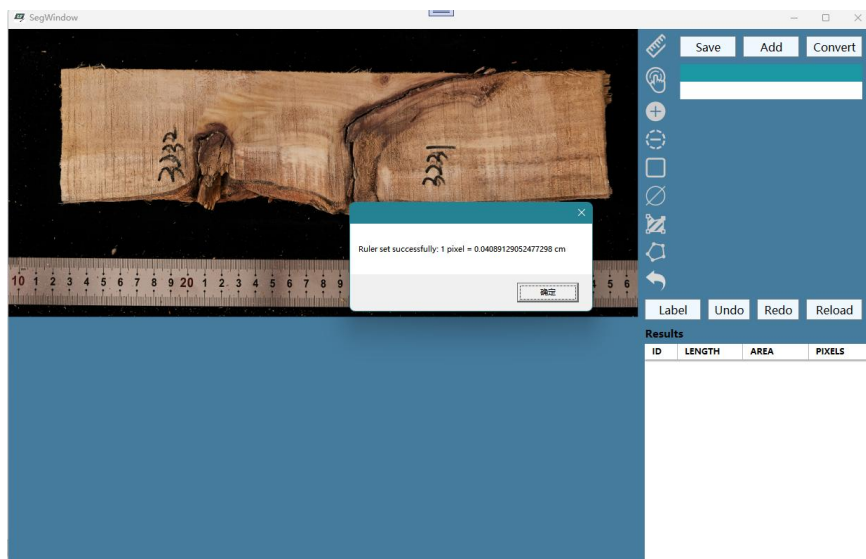 SegWindow
Save Add Convert
3232
3231
Ruler set successfully: 1 pixel = 0.04089129052477298 cm
确定
10 1 2 3 4 5 6 7 8 9 20 1 2 3 4 5 6 7 8 9
5 6
Label Undo Redo Reload
Results
ID LENGTH AREA PIXELS